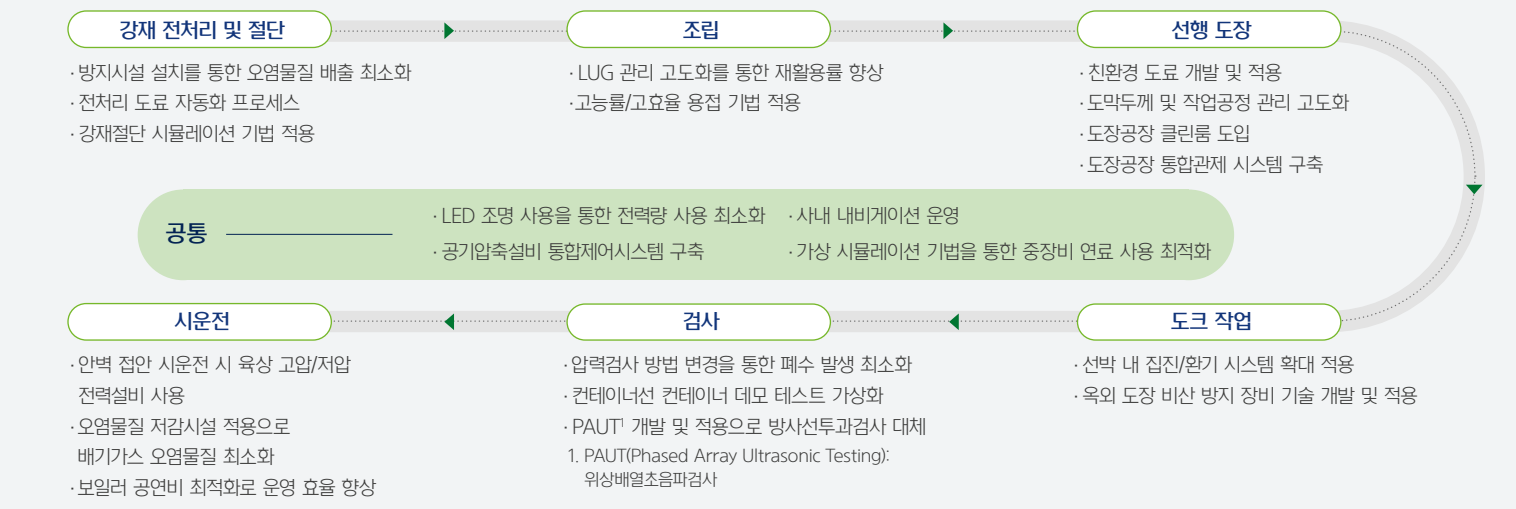 강재 전처리 및 절단
· 방지시설 설치를 통한 오염물질 배출 최소화
· 전처리 도료 자동화 프로세스
· 강재절단 시뮬레이션 기법 적용
조립
· LUG 관리 고도화를 통한 재활용률 향상
· 고능률/고효율 용접 기법 적용
선행 도장
· 친환경 도료 개발 및 적용
· 도막두께 및 작업공정 관리 고도화
· 도장공장 클린룸 도입
· 도장공장 통합관제 시스템 구축
공통
· LED 조명 사용을 통한 전력량 사용 최소화
· 공기압축설비 통합제어시스템 구축
· 사내 내비게이션 운영
· 가상 시뮬레이션 기법을 통한 중장비 연료 사용 최적화
도크 작업
· 선박 내 집진/환기 시스템 확대 적용
· 옥외 도장 비산 방지 장비 기술 개발 및 적용
검사
· 압력검사 방법 변경을 통한 폐수 발생 최소화
· 컨테이너선 컨테이너 데모 테스트 가상화
· PAUT¹ 개발 및 적용으로 방사선투과검사 대체
1. PAUT(Phased Array Ultrasonic Testing):
위상배열초음파검사
시운전
· 안벽 접안 시운전 시 육상 고압/저압
전력설비 사용
· 오염물질 저감시설 적용으로
배기가스 오염물질 최소화
· 보일러 공연비 최적화로 운영 효율 향상